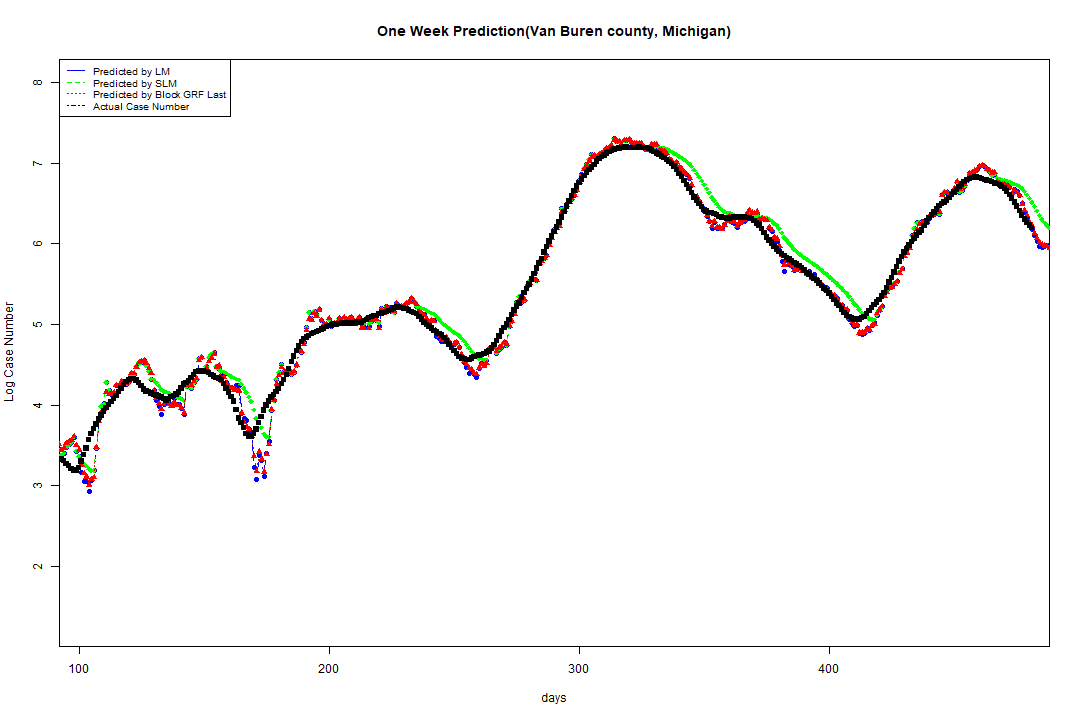 One Week Prediction(Van Buren county, Michigan)
Predicted by LM
Predicted by SLM
Predicted by Block GRF Last
Actual Case Number
8
7
6
5
4
3
2
Log Case Number
100 200 300 400
days